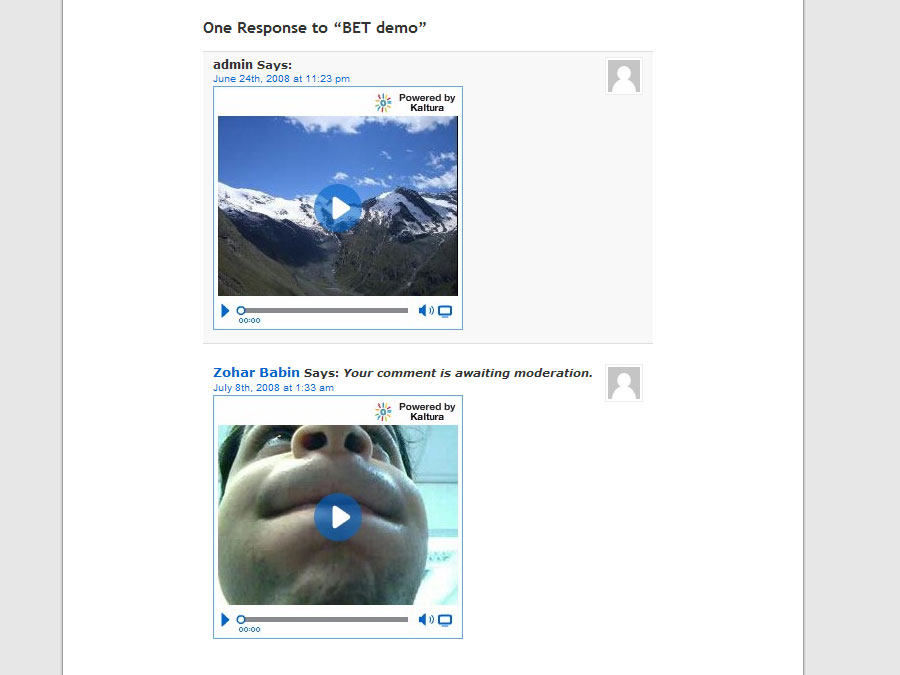 One Response to “BET demo”
admin Says:
June 24th, 2008 at 11:23 pm
Powered by
Kaltura
00:00
Zohar Babin Says: Your comment is awaiting moderation.
July 8th, 2008 at 1:33 am
Powered by
Kaltura
00:00